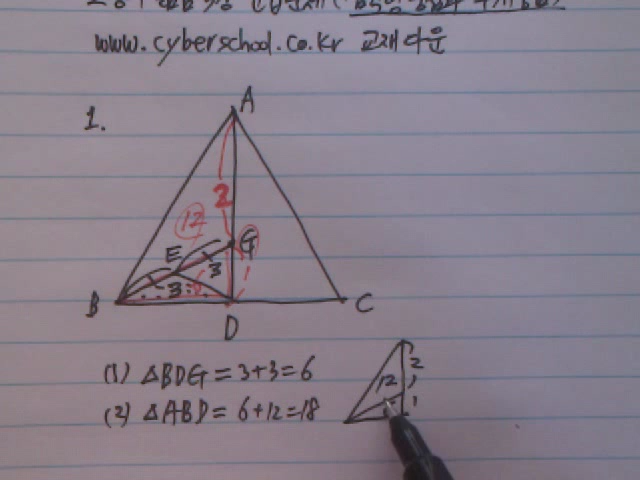 www.cyberschool.co.kr 교재다운
1.
A
2
12
E
G
3
1
3
6
B
D
C
(1) △BDG = 3+3 = 6
(2) △ABD = 6+12 = 18
2
12
1